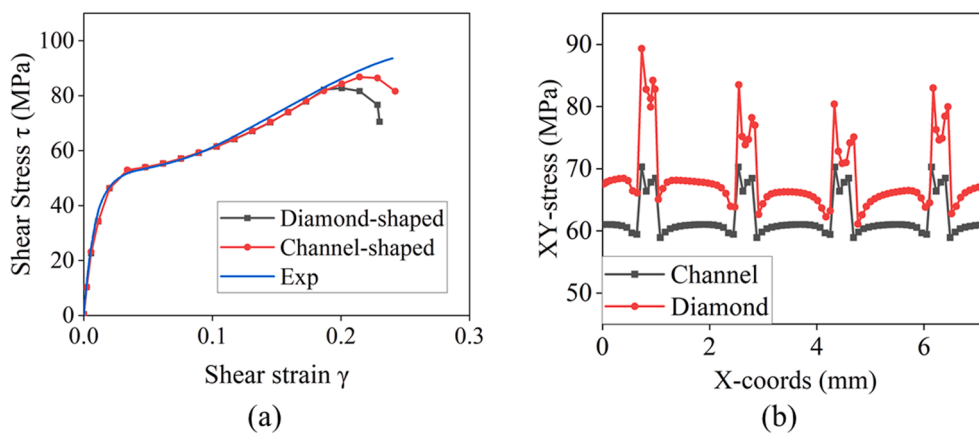 100
80
60
40
20
0
0.0
0.1
0.2
0.3
Shear Stress τ (MPa)
Shear strain γ
Diamond-shaped
Channel-shaped
Exp
(a)
90
80
70
60
50
0
2
4
6
XY-stress (MPa)
X-coords (mm)
Channel
Diamond
(b)